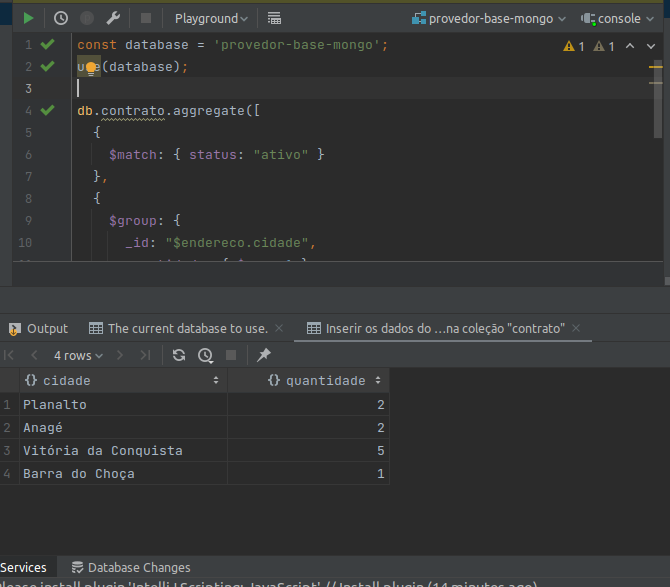 Playground provedor-base-mongo console
1 const database = 'provedor-base-mongo'; 1 1
2 use(database);
3
4 db.contrato.aggregate([
5 {
6 $match: { status: "ativo" }
7 },
8 {
9 $group: {
10 _id: "$endereco.cidade",
Output The current database to use. Inserir os dados do ...na coleção "contrato"
4 rows
cidade quantidade
1 Planalto 2
2 Anagé 2
3 Vitória da Conquista 5
4 Barra do Choça 1
Services Database Changes
Please install plugin 'IntelliJ Scripting: JavaScript' // Install plugin (14 minutes ago)